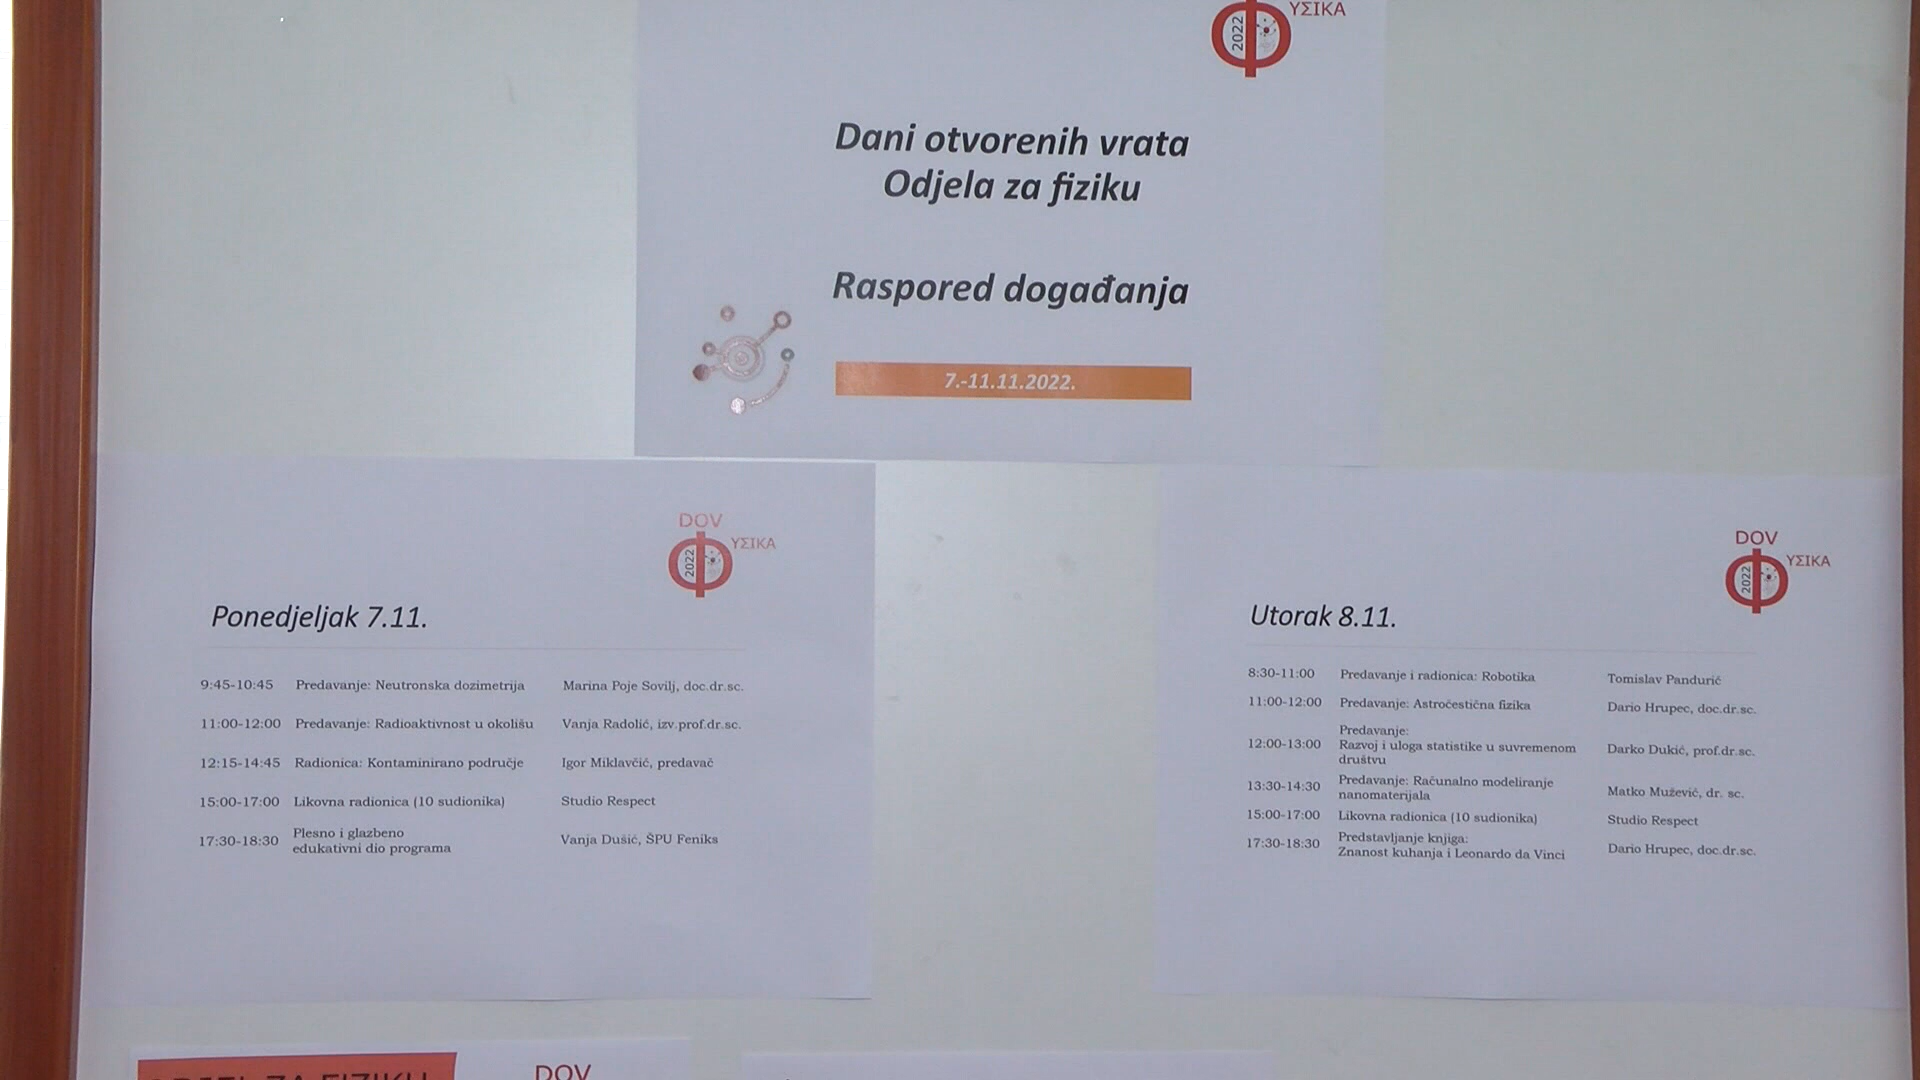 ΥΣΙΚΑ
2022
Dani otvorenih vrata
Odjela za fiziku
Raspored događanja
7.-11.11.2022.
DOV
ΥΣΙΚΑ
2022
Ponedjeljak 7.11.
9:45-10:45 Predavanje: Neutronska dozimetrija Marina Poje Sovilj, doc.dr.sc.
11:00-12:00 Predavanje: Radioaktivnost u okolišu Vanja Radolić, izv.prof.dr.sc.
12:15-14:45 Radionica: Kontaminirano područje Igor Miklavčić, predavač
15:00-17:00 Likovna radionica (10 sudionika) Studio Respect
17:30-18:30 Plesno i glazbeno
edukativni dio programa Vanja Dušić, ŠPU Feniks
DOV
ΥΣΙΚΑ
2022
Utorak 8.11.
8:30-11:00 Predavanje i radionica: Robotika Tomislav Pandurić
11:00-12:00 Predavanje: Astročestična fizika Dario Hrupec, doc.dr.sc.
Predavanje:
12:00-13:00 Razvoj i uloga statistike u suvremenom Darko Dukić, prof.dr.sc.
društvu
13:30-14:30 Predavanje: Računalno modeliranje
nanomaterijala Matko Mužević, dr. sc.
15:00-17:00 Likovna radionica (10 sudionika) Studio Respect
17:30-18:30 Predstavljanje knjiga:
Znanost kuhanja i Leonardo da Vinci Dario Hrupec, doc.dr.sc.
ODJEL ZA FIZIKU
DOV